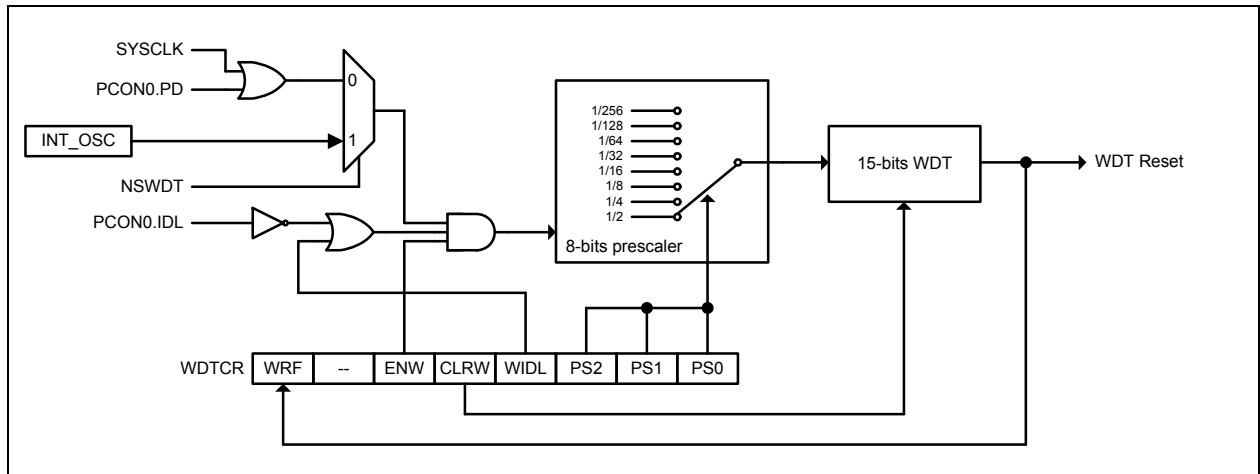 SYSCLK
PCON0.PD
0
INT_OSC
1
NSWDT
PCON0.IDL
1/256
1/128
1/64
1/32
1/16
1/8
1/4
1/2
8-bits prescaler
15-bits WDT
WDT Reset
WDTCR WRF -- ENW CLRW WIDL PS2 PS1 PS0